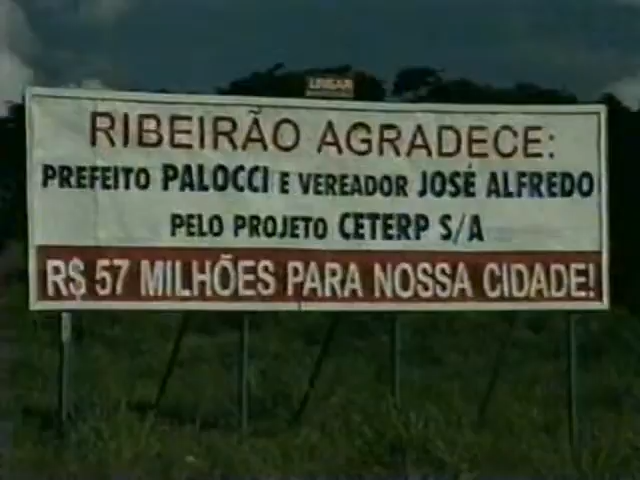 RIBEIRÃO AGRADECE:
PREFEITO PALOCCI E VEREADOR JOSÉ ALFREDO
PELO PROJETO CETERP S/A
R$ 57 MILHÕES PARA NOSSA CIDADE!